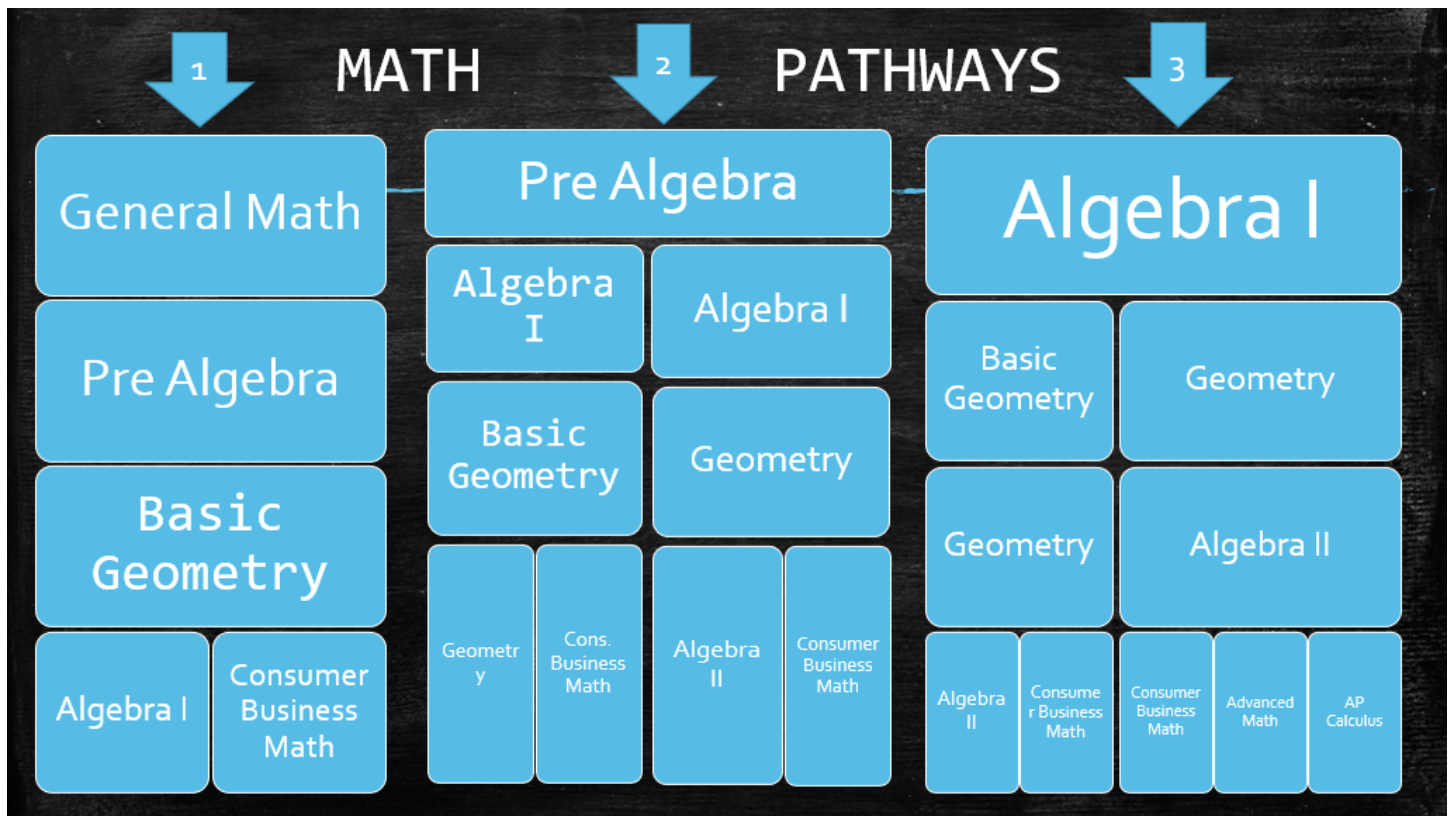 1
MATH
2
PATHWAYS
3
General Math
Pre Algebra
Basic
Geometry
Algebra I
Consumer
Business
Math
Pre Algebra
Algebra
I
Algebra I
Basic
Geometry
Geometry
Geometr
y
Cons.
Business
Math
Algebra
II
Consumer
Business
Math
Algebra I
Basic
Geometry
Geometry
Geometry
Algebra II
Algebra
II
Consume
r Business
Math
Consumer
Business
Math
Advanced
Math
AP
Calculus